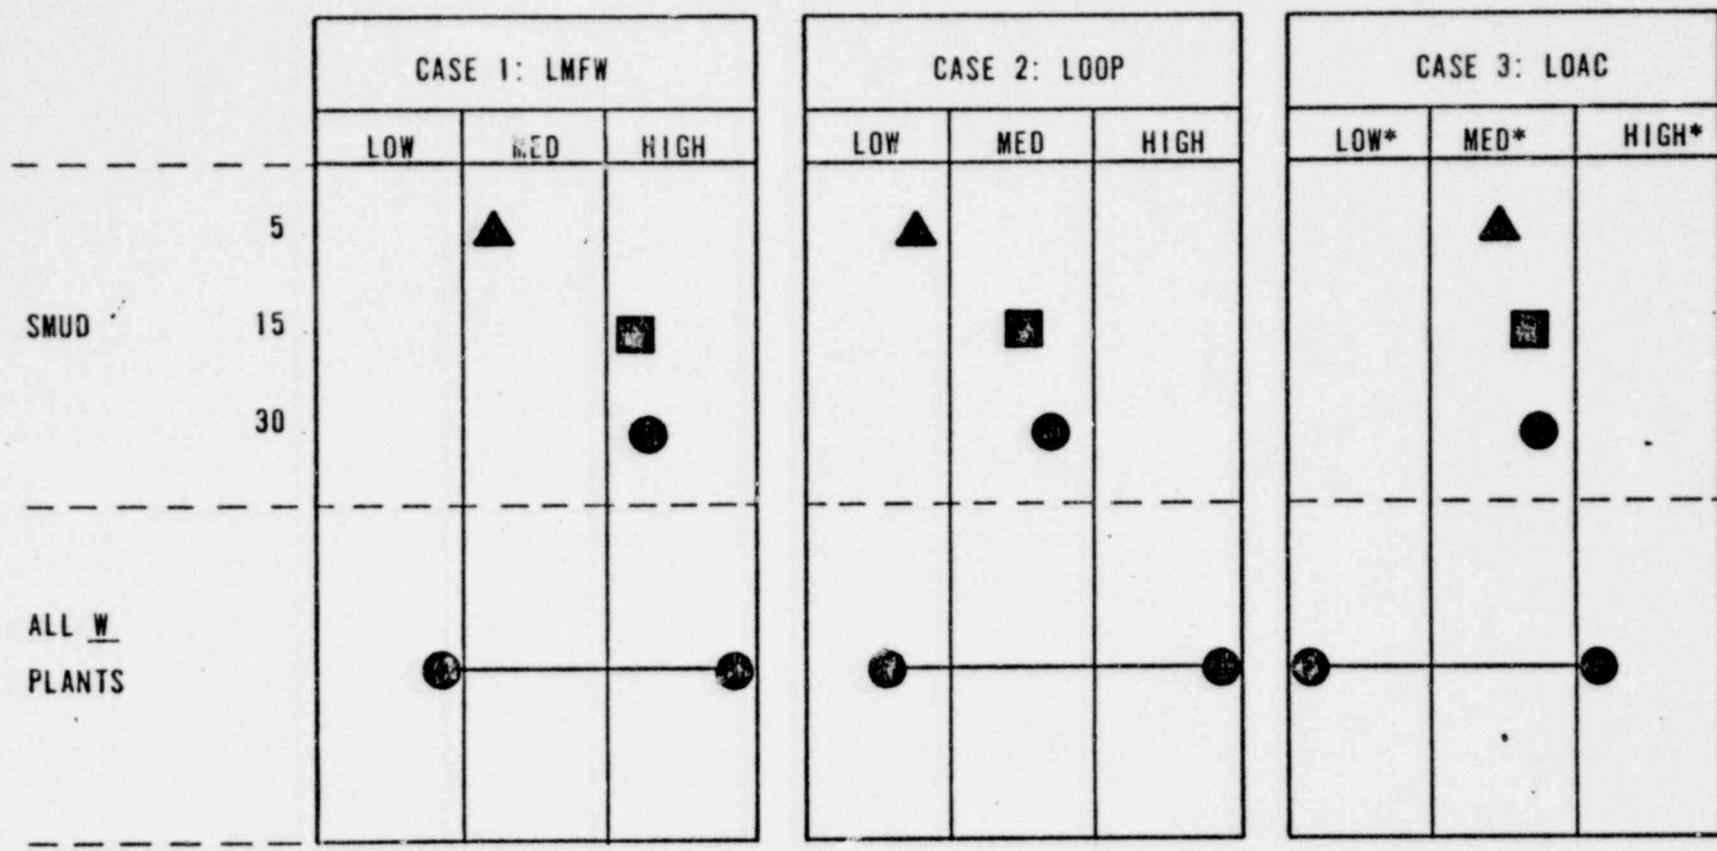 CASE 1: LMFW CASE 2: LOOP CASE 3: LOAC
LOW MED HIGH LOW MED HIGH LOW* MED* HIGH*
5
SMUD 15
30
ALL W
PLANTS